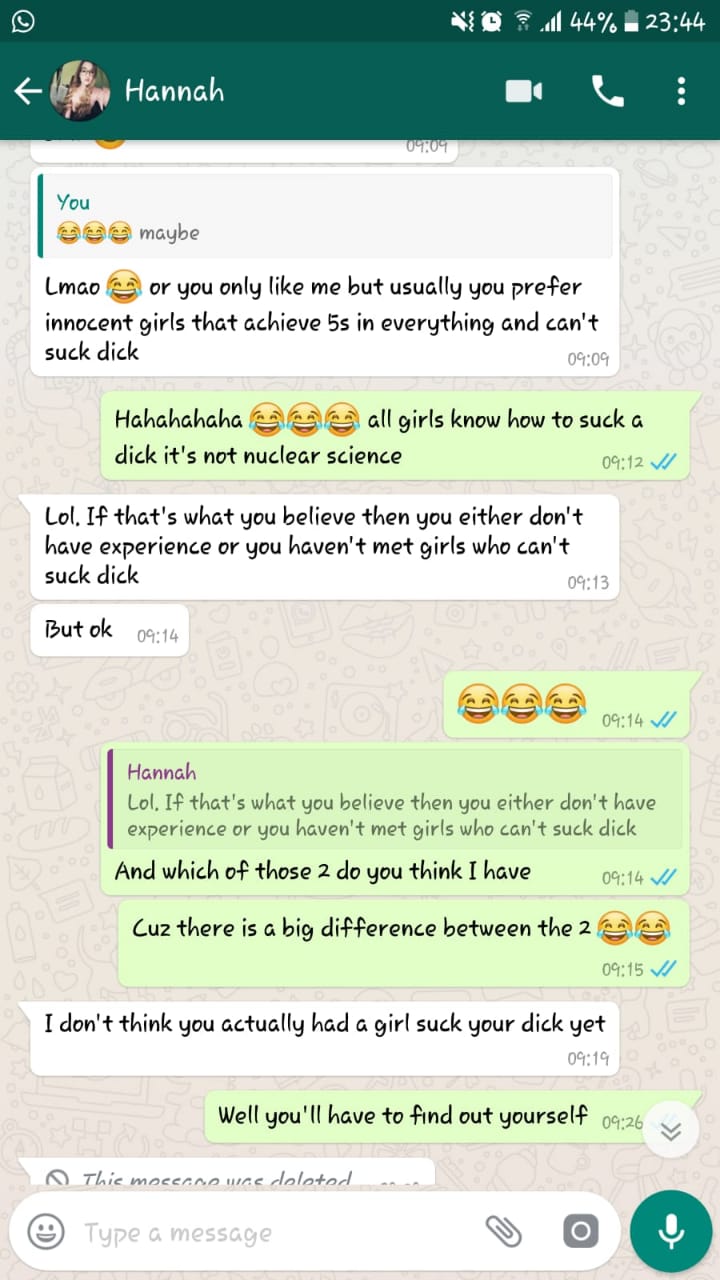 44% 23:44
Hannah
09:09
You
😂😂😂 maybe
Lmao 😂 or you only like me but usually you prefer
innocent girls that achieve 5s in everything and can't
suck dick
09:09
Hahahahaha 😂😂😂 all girls know how to suck a
dick it's not nuclear science
09:12
Lol. If that's what you believe then you either don't
have experience or you haven't met girls who can't
suck dick
09:13
But ok 09:14
😂😂😂 09:14
Hannah
Lol. If that's what you believe then you either don't have
experience or you haven't met girls who can't suck dick
And which of those 2 do you think I have 09:14
Cuz there is a big difference between the 2 😂😂
09:15
I don't think you actually had a girl suck your dick yet
09:19
Well you'll have to find out yourself 09:26
This message was deleted
Type a message